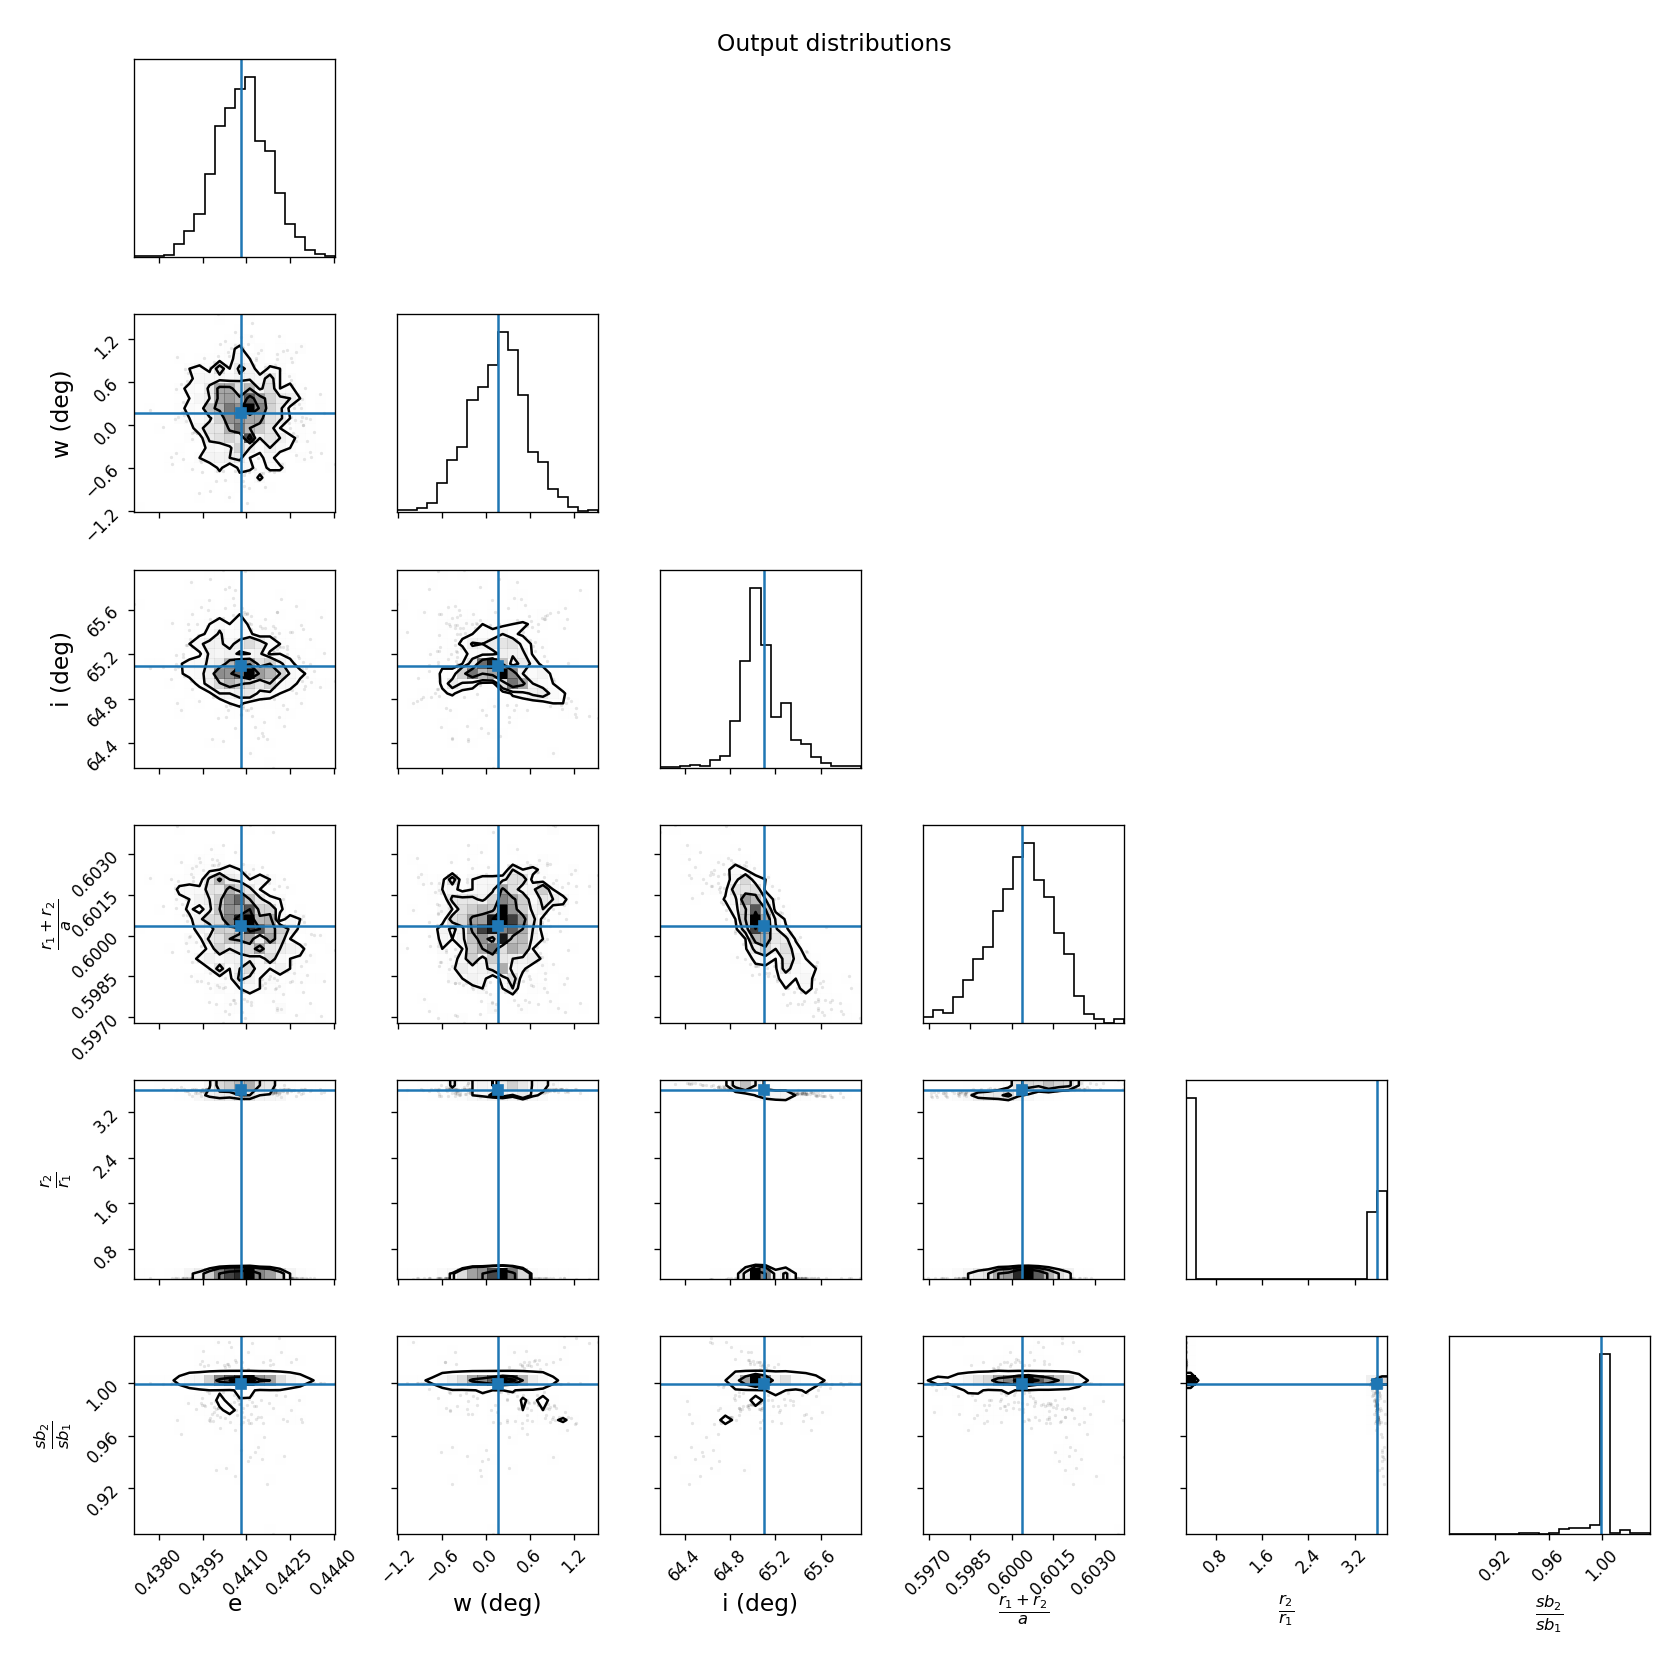 Output distributions
w (deg)
1.2
0.6
0.0
−0.6
−1.2
i (deg)
65.6
65.2
64.8
64.4
r₁ + r₂
a
0.6030
0.6015
0.6000
0.5985
0.5970
r₂
r₁
3.2
2.4
1.6
0.8
sb₂
sb₁
1.00
0.96
0.92
0.4380 0.4395 0.4410 0.4425 0.4440
−1.2 −0.6 0.0 0.6 1.2
64.4 64.8 65.2 65.6
0.5970 0.5985 0.6000 0.6015 0.6030
0.8 1.6 2.4 3.2
0.92 0.96 1.00
e
w (deg)
i (deg)
r₁ + r₂
a
r₂
r₁
sb₂
sb₁